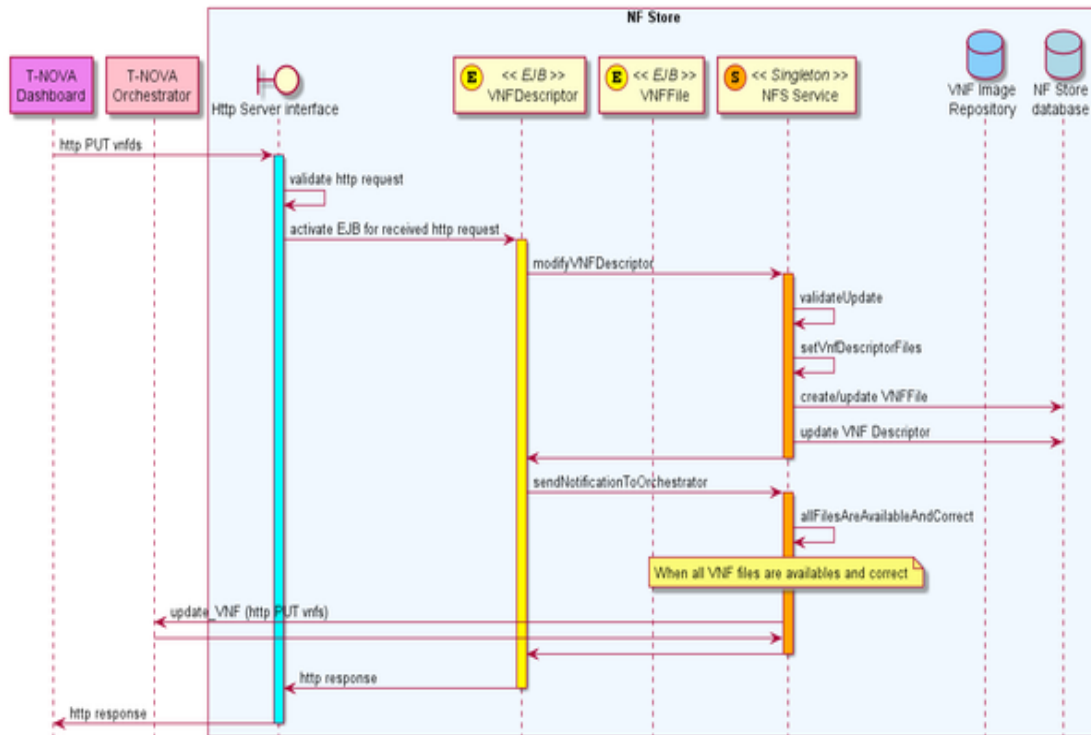 NF Store
T-NOVA
Dashboard
T-NOVA
Orchestrator
Http Server interface
E
<< EJB >>
VNFDescriptor
E
<< EJB >>
VNFFile
S
<< Singleton >>
NFS Service
VNF Image
Repository
NF Store
database
http PUT vnfds
validate http request
activate EJB for received http request
modifyVNFDescriptor
validateUpdate
setVnfDescriptorFiles
create/update VNFFile
update VNF Descriptor
sendNotificationToOrchestrator
allFilesAreAvailableAndCorrect
When all VNF files are availables and correct
update_VNF (http PUT vnfs)
http response
http response